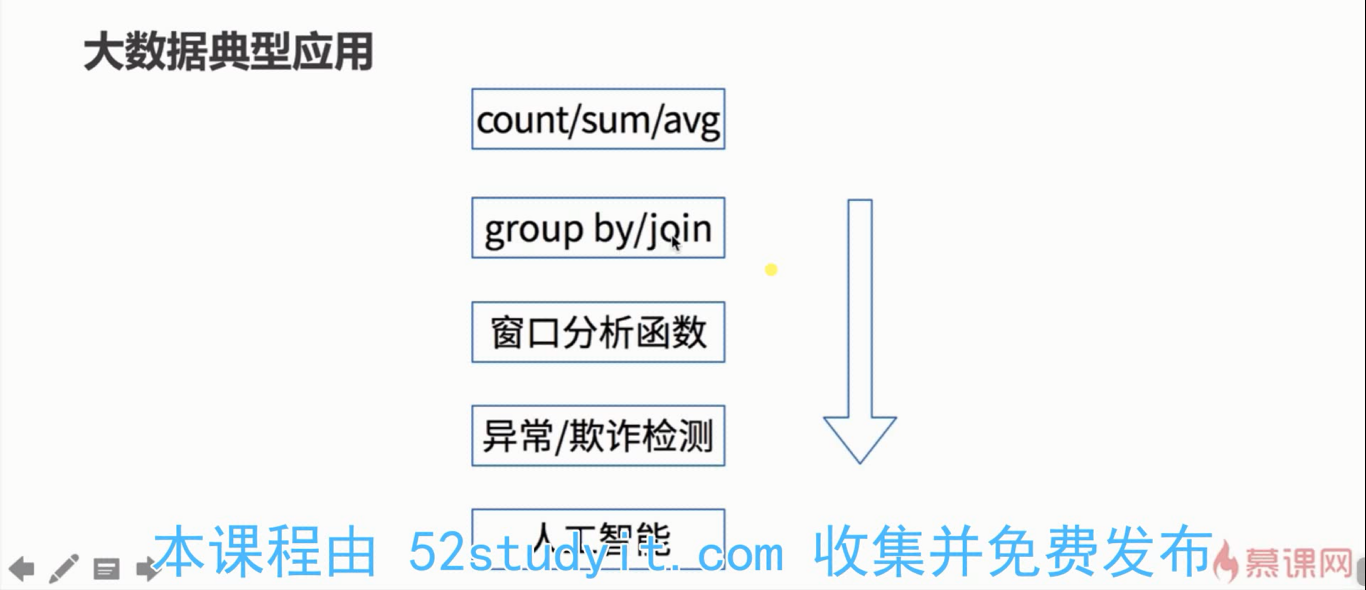 大数据典型应用
count/sum/avg
group by/join
窗口分析函数
异常/欺诈检测
人工智能
本课程由 52studyit.com 收集并免费发布
慕课网